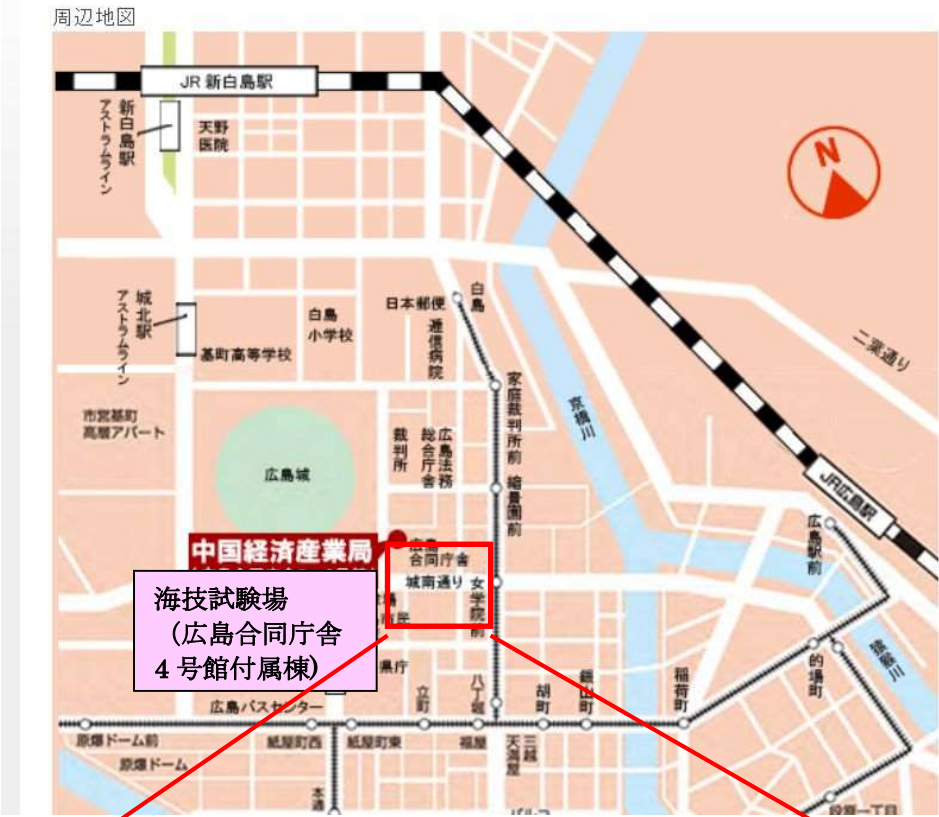 周辺地図
JR 新白島駅
新白島駅
アストラムライン
天野
医院
N
城北駅
アストラムライン
白島
小学校
日本郵便
白島
逓信病院
基町高等学校
二葉通り
家庭裁判所前
京橋川
市営基町
高層アパート
広島城
裁判所
広島法務
総合庁舎
縮景園前
JR広島駅
広島駅前
中国経済産業局
広島
合同庁舎
城南通り
女学院前
海技試験場
（広島合同庁舎
4 号館付属棟)
県庁
広島バスセンター
立町
八丁堀
胡町
銀山町
稲荷町
的場町
猿猴川
原爆ドーム前
紙屋町西
紙屋町東
福屋
天満屋
三越
原爆ドーム
本通
パルコ
段原一丁目